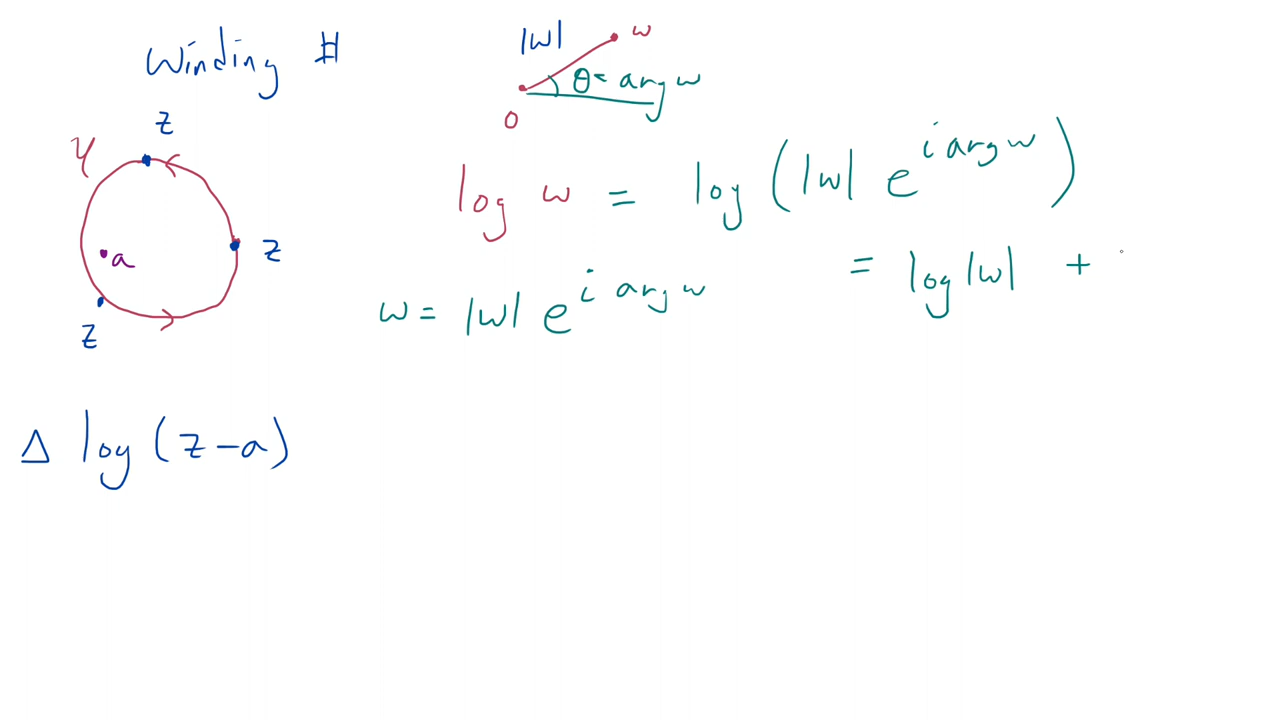 Winding #
|w| w
θ = arg w
0
z
γ
z
a
z
log w = log (|w| e^{i arg w})
= log |w| +
w = |w| e^{i arg w}
Δ log (z - a)